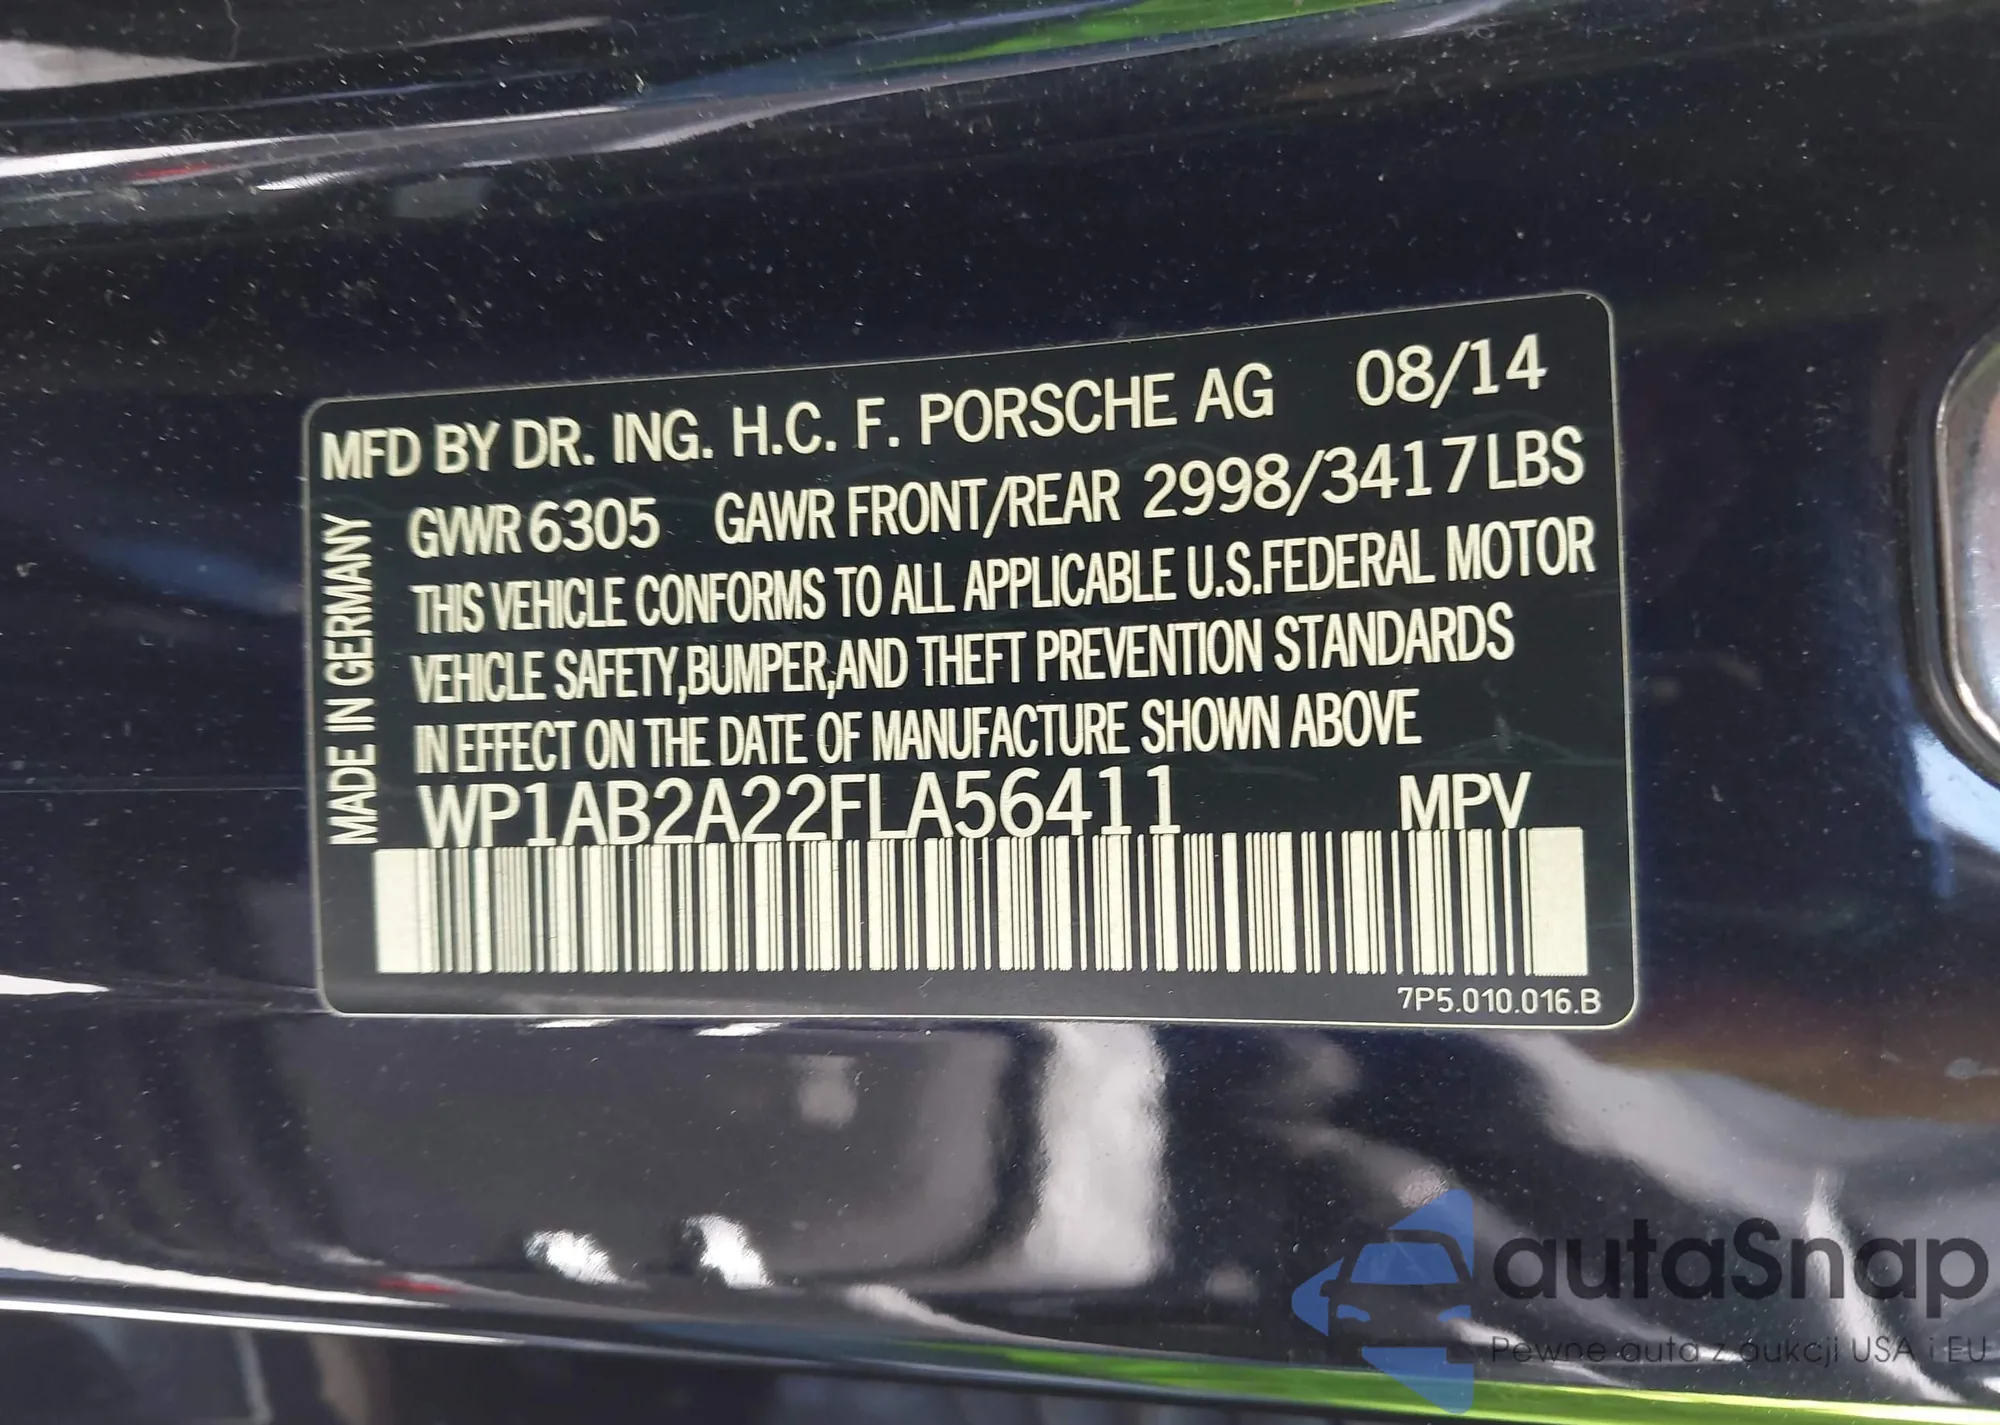 MFD BY DR. ING. H.C. F. PORSCHE AG 08/14
GVWR 6305 GAWR FRONT/REAR 2998/3417LBS
THIS VEHICLE CONFORMS TO ALL APPLICABLE U.S.FEDERAL MOTOR
VEHICLE SAFETY,BUMPER,AND THEFT PREVENTION STANDARDS
IN EFFECT ON THE DATE OF MANUFACTURE SHOWN ABOVE
WP1AB2A22FLA56411 MPV
MADE IN GERMANY
7P5.010.016.B
autaSnap
Pewne auta z aukcji USA i EU